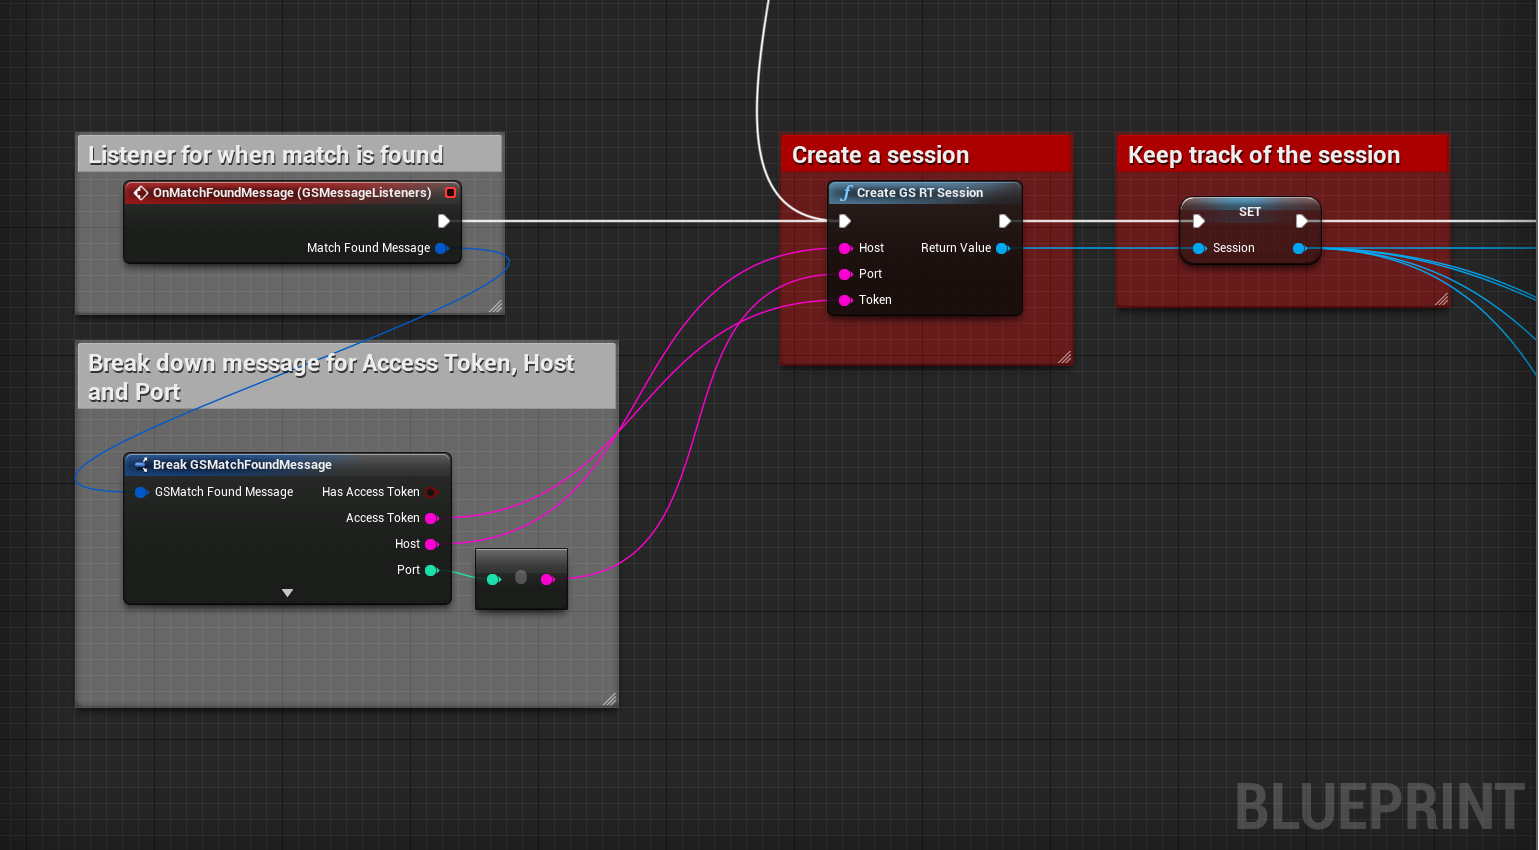 Listener for when match is found
OnMatchFoundMessage (GSMessageListeners)
Match Found Message
Break down message for Access Token, Host
and Port
Break GSMatchFoundMessage
GSMatch Found Message
Has Access Token
Access Token
Host
Port
Create a session
f Create GS RT Session
Host
Return Value
Port
Token
Keep track of the session
SET
Session
BLUEPRINT